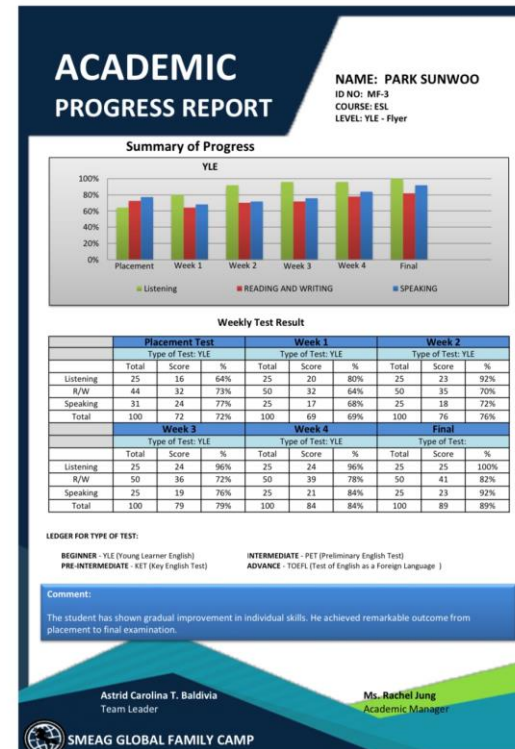 ACADEMIC
PROGRESS REPORT
NAME: PARK SUNWOO
ID NO: MF-3
COURSE: ESL
LEVEL: YLE - Flyer
Summary of Progress
YLE
100%
80%
60%
40%
20%
0%
Placement Week 1 Week 2 Week 3 Week 4 Final
Listening READING AND WRITING SPEAKING
Weekly Test Result
Placement Test Week 1 Week 2
Type of Test: YLE Type of Test: YLE Type of Test: YLE
Total Score % Total Score % Total Score %
Listening 25 16 64% 25 20 80% 25 23 92%
R/W 44 32 73% 50 32 64% 50 35 70%
Speaking 31 24 77% 25 17 68% 25 18 72%
Total 100 72 72% 100 69 69% 100 76 76%
Week 3 Week 4 Final
Type of Test: YLE Type of Test: YLE Type of Test:
Total Score % Total Score % Total Score %
Listening 25 24 96% 25 24 96% 25 25 100%
R/W 50 36 72% 50 39 78% 50 41 82%
Speaking 25 19 76% 25 21 84% 25 23 92%
Total 100 79 79% 100 84 84% 100 89 89%
LEDGER FOR TYPE OF TEST:
BEGINNER - YLE (Young Learner English) INTERMEDIATE - PET (Preliminary English Test)
PRE-INTERMEDIATE - KET (Key English Test) ADVANCE - TOEFL (Test of English as a Foreign Language )
Comment:
The student has shown gradual improvement in individual skills. He achieved remarkable outcome from
placement to final examination.
Astrid Carolina T. Baldivia Ms. Rachel Jung
Team Leader Academic Manager
SMEAG GLOBAL FAMILY CAMP